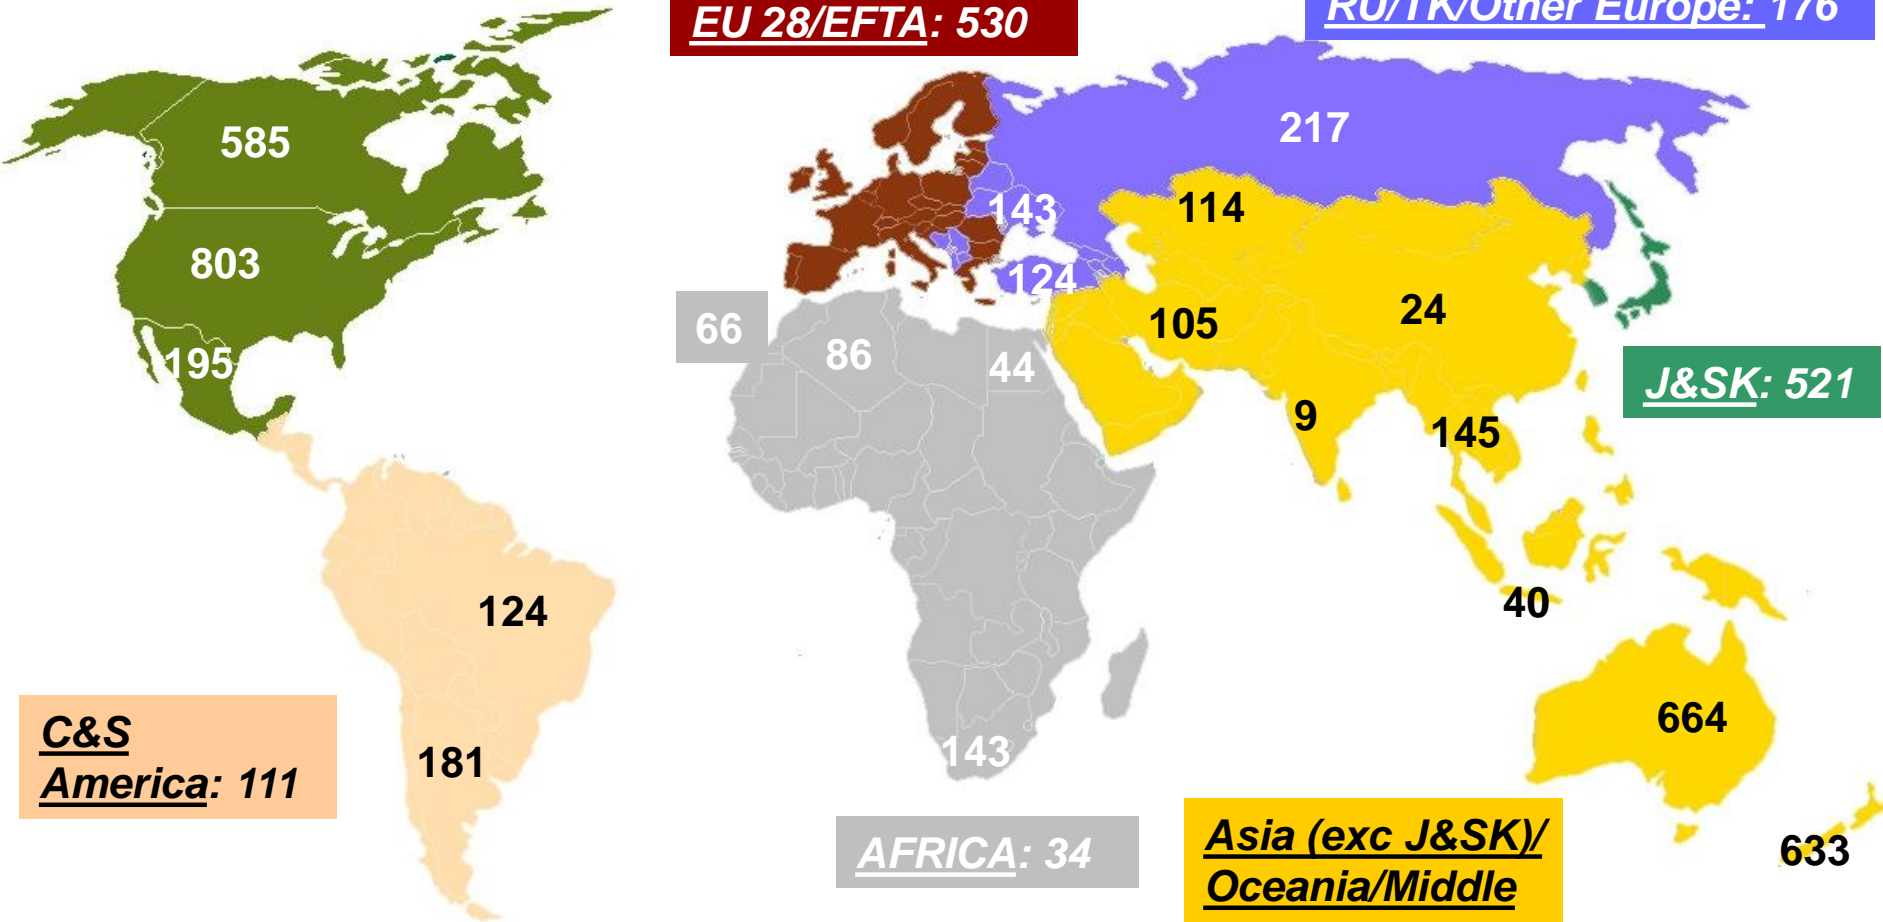 EU 28/EFTA: 530
RU/TK/Other Europe: 176
585
217
803
143
114
195
124
66
86
44
105
24
9
145
J&SK: 521
124
40
181
664
C&S
America: 111
143
AFRICA: 34
Asia (exc J&SK)/
Oceania/Middle
633